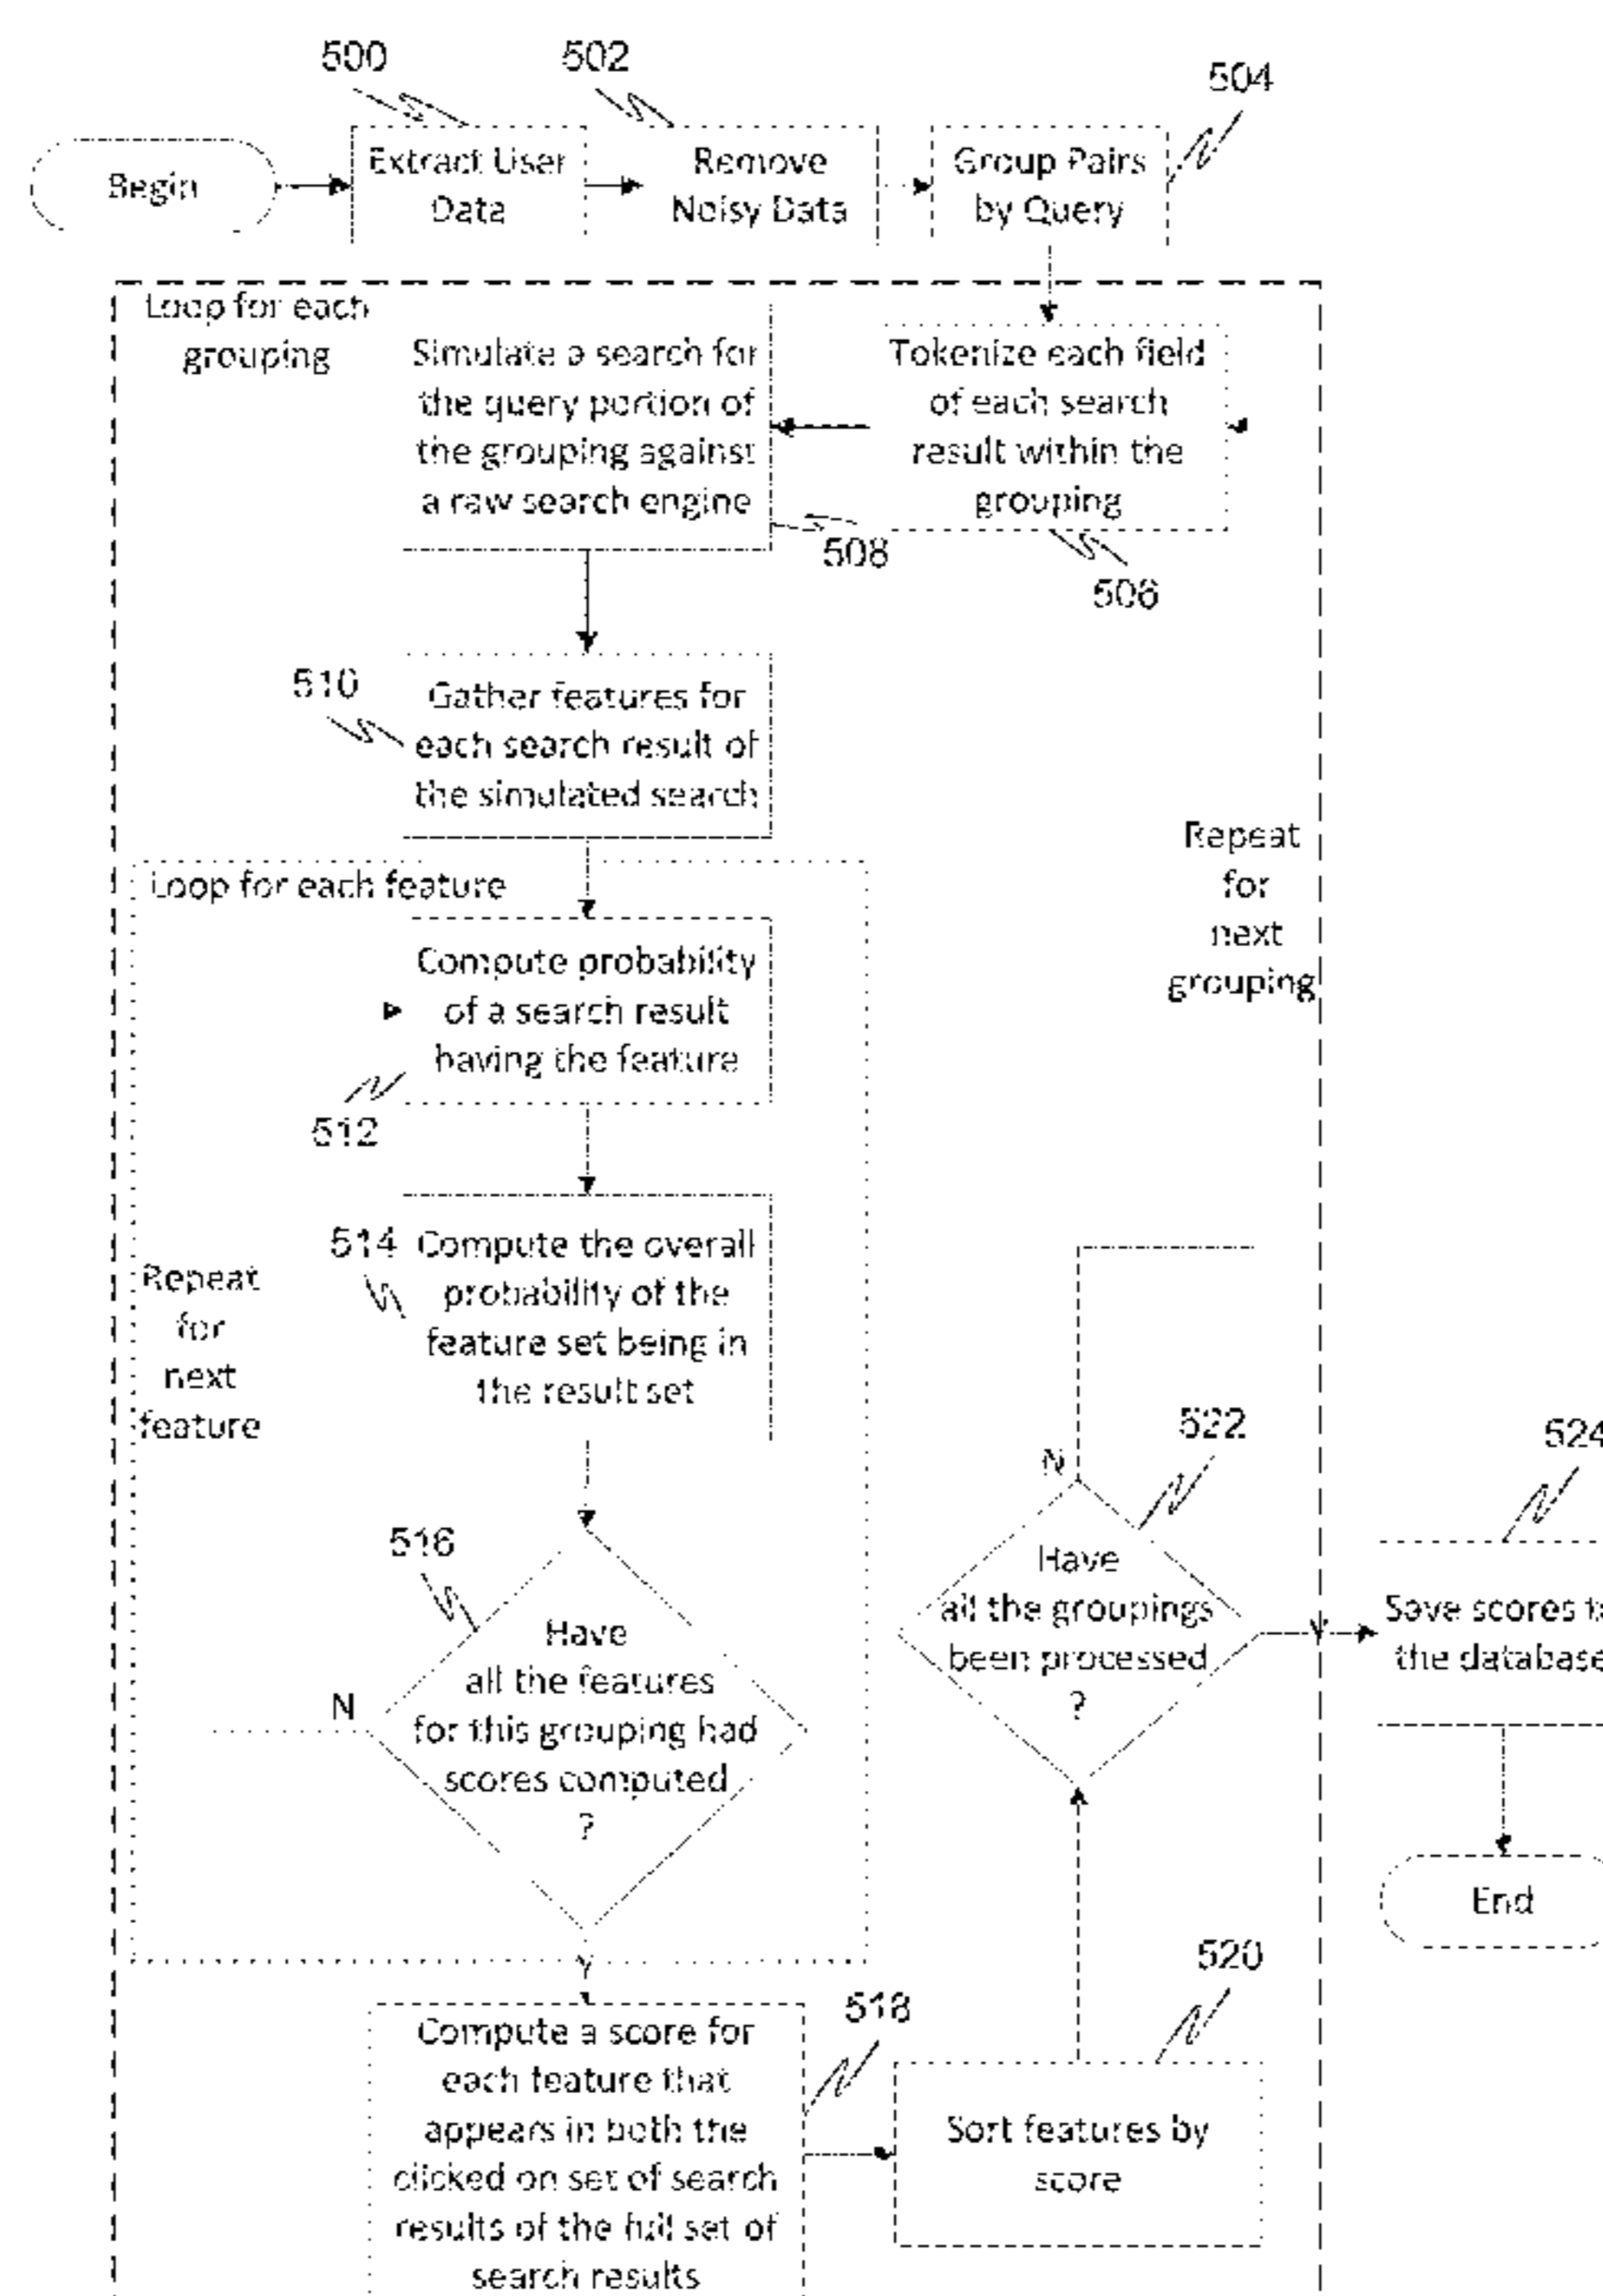 500
502
504
Begin
Extract User
Data
Remove
Noisy Data
Group Pairs
by Query
Loop for each
grouping
Simulate a search for
the query portion of
the grouping against
a raw search engine
Tokenize each field
of each search
result within the
grouping
508
506
510
Gather features for
each search result of
the simulated search
Repeat
for
next
grouping
Loop for each feature
Compute probability
of a search result
having the feature
512
514
Compute the overall
probability of the
feature set being in
the result set
Repeat
for
next
feature
522
524
N
516
Have
all the groupings
been processed
?
Y
Save scores
the database
Have
all the features
for this grouping had
scores computed
?
N
End
Y
520
518
Compute a score for
each feature that
appears in both the
clicked on set of search
results of the full set of
search results
Sort features by
score